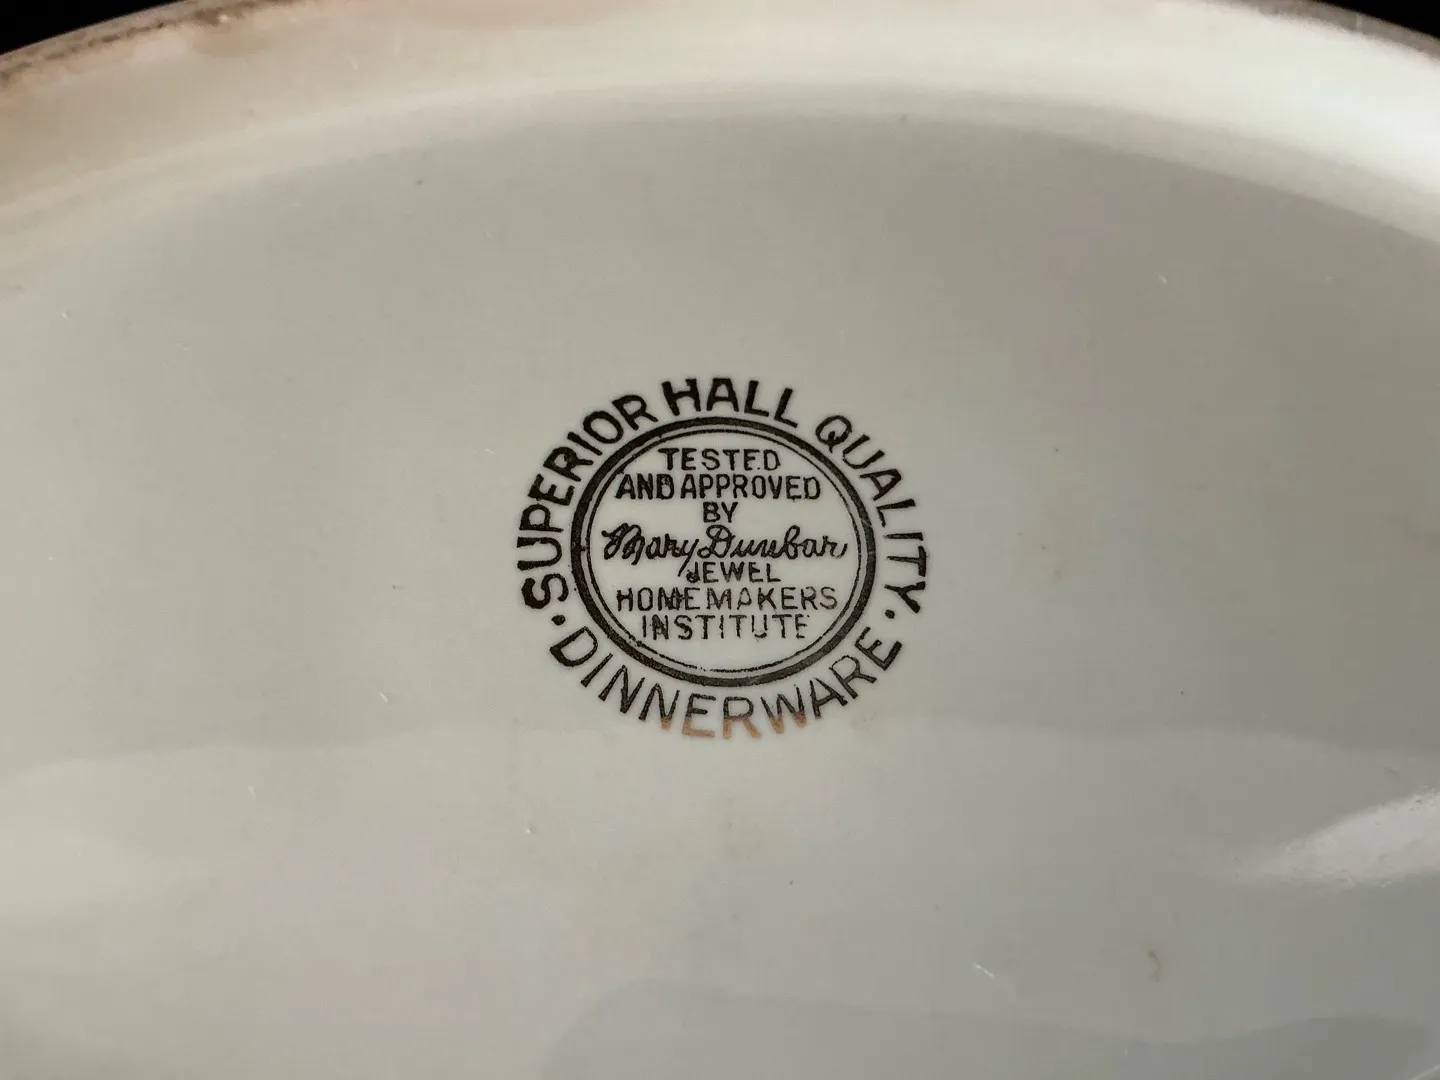 SUPERIOR HALL QUALITY
· DINNERWARE ·
TESTED
AND APPROVED
BY
Mary Dunbar
JEWEL
HOMEMAKERS
INSTITUTE